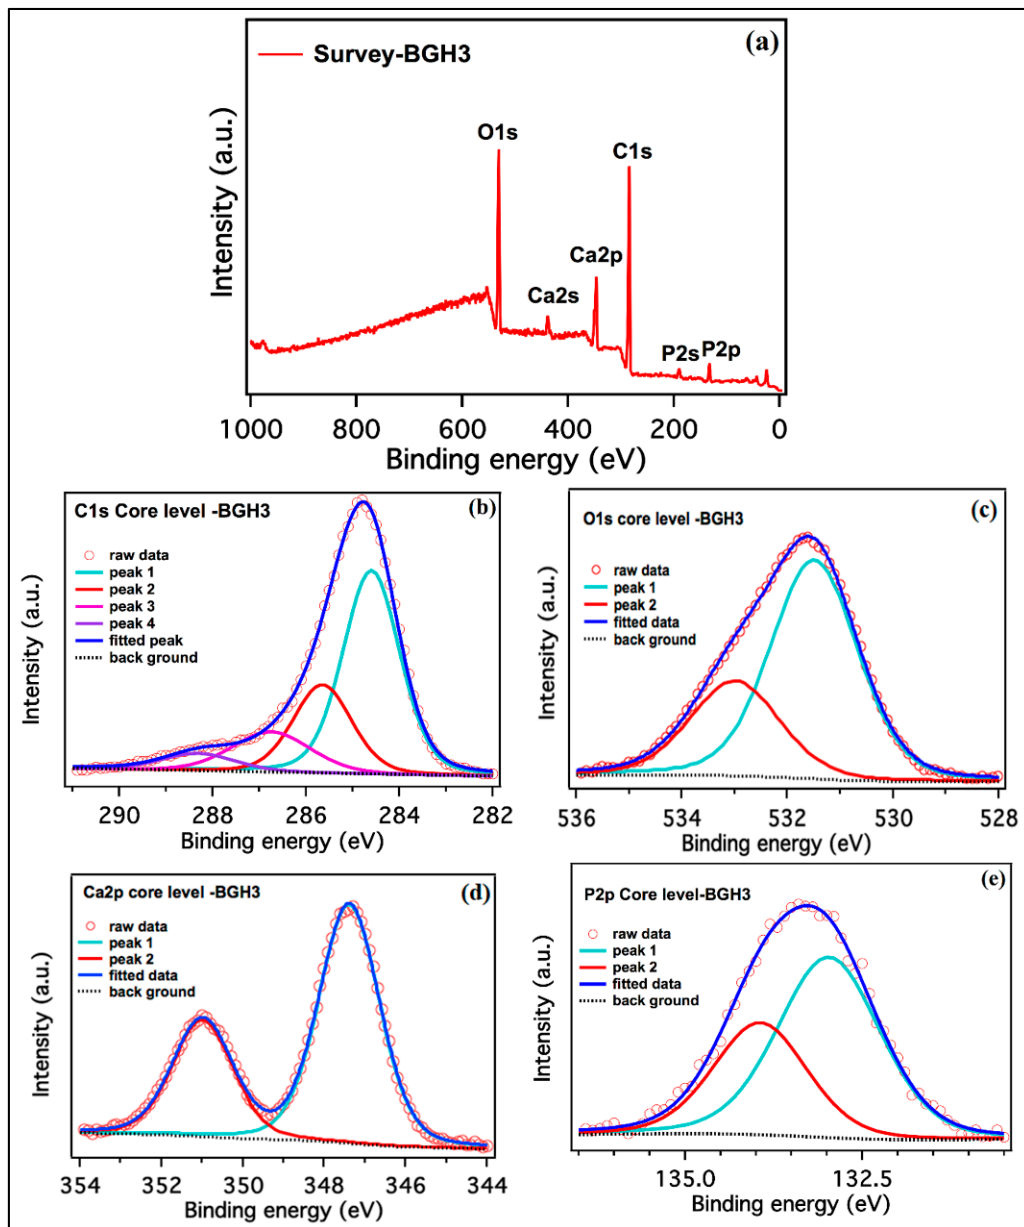 (a)
Survey-BGH3
O1s
C1s
Ca2p
Ca2s
P2s
P2p
Intensity (a.u.)
1000
800
600
400
200
0
Binding energy (eV)
(b)
C1s Core level -BGH3
raw data
peak 1
peak 2
peak 3
peak 4
fitted peak
back ground
Intensity (a.u.)
290
288
286
284
282
Binding energy (eV)
(c)
O1s core level -BGH3
raw data
peak 1
peak 2
fitted data
back ground
Intensity (a.u.)
536
534
532
530
528
Binding energy (eV)
(d)
Ca2p core level -BGH3
raw data
peak 1
peak 2
fitted data
back ground
Intensity (a.u.)
354
352
350
348
346
344
Binding energy (eV)
(e)
P2p Core level-BGH3
raw data
peak 1
peak 2
fitted data
back ground
Intensity (a.u.)
135.0
132.5
Binding energy (eV)